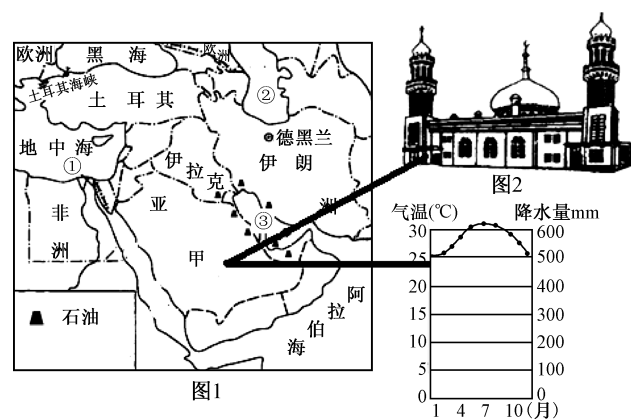 欧洲
黑海
欧洲
土耳其海峡
土耳其
②
德黑兰
地中海
①
伊拉克
伊朗
非洲
亚洲
③
甲
阿拉伯海
石油
图1
图2
气温(℃)
降水量mm
30
25
20
15
10
5
0
600
500
400
300
200
100
0
1 4 7 10(月)